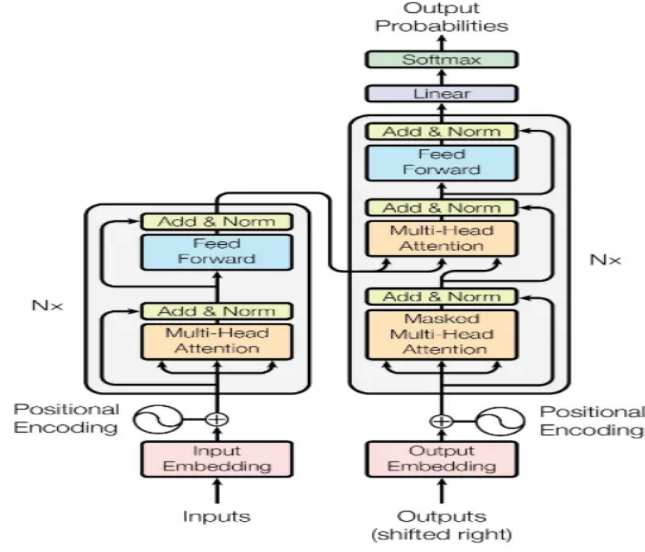 Output
Probabilities
Softmax
Linear
Add & Norm
Feed
Forward
Add & Norm
Multi-Head
Attention
Add & Norm
Masked
Multi-Head
Attention
Nx
Add & Norm
Feed
Forward
Add & Norm
Multi-Head
Attention
Nx
Positional
Encoding
Positional
Encoding
Input
Embedding
Output
Embedding
Inputs
Outputs
(shifted right)